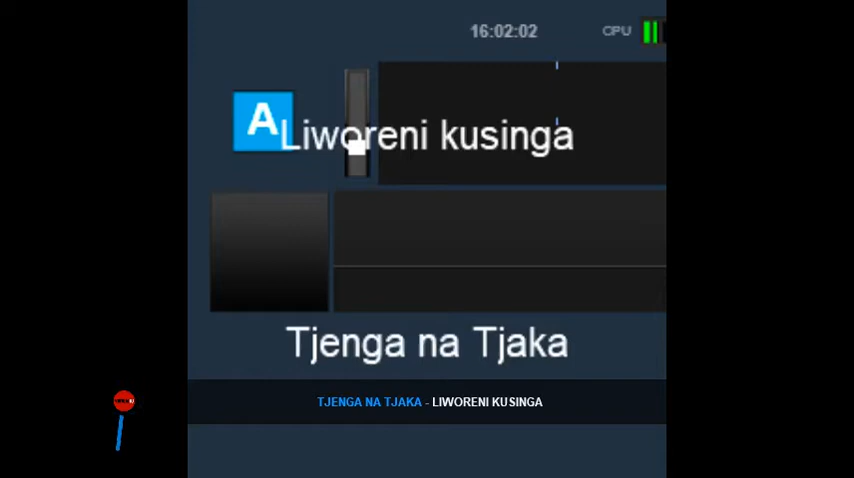 16:02:02 CPU
A
Liworeni kusinga
Tjenga na Tjaka
TJENGA NA TJAKA - LIWORENI KUSINGA